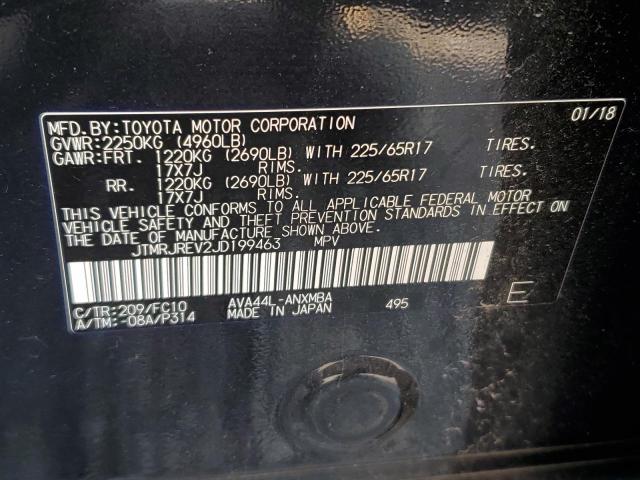 MFD.BY:TOYOTA MOTOR CORPORATION 01/18
GVWR:2250KG (4960LB)
GAWR:FRT. 1220KG (2690LB) WITH 225/65R17 TIRES.
17X7J RIMS.
RR. 1220KG (2690LB) WITH 225/65R17 TIRES.
17X7J RIMS.
THIS VEHICLE CONFORMS TO ALL APPLICABLE FEDERAL MOTOR
VEHICLE SAFETY AND THEFT PREVENTION STANDARDS IN EFFECT ON
THE DATE OF MANUFACTURE SHOWN ABOVE.
JTMRJREV2JD199463 MPV
C/TR:209/FC10 AVA44L-ANXMBA 495 E
A/TM:-08A/P314 MADE IN JAPAN